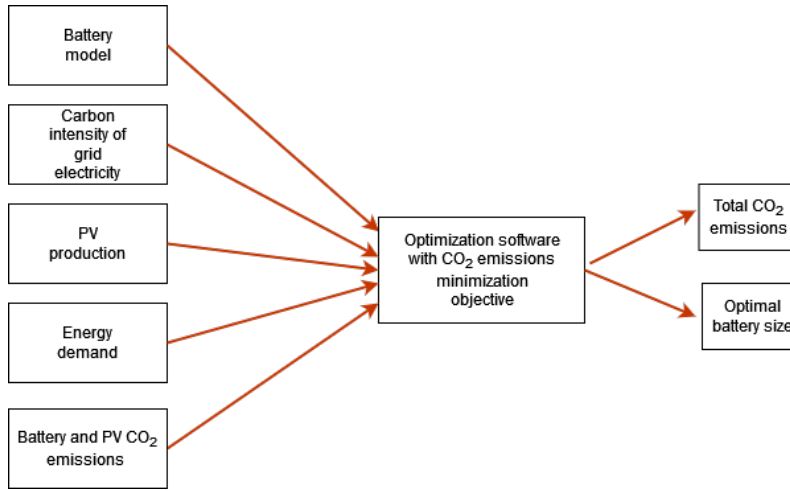 Battery
model
Carbon
intensity of
grid
electricity
PV
production
Energy
demand
Battery and PV CO₂
emissions
Optimization software
with CO₂ emissions
minimization
objective
Total CO₂
emissions
Optimal
battery size